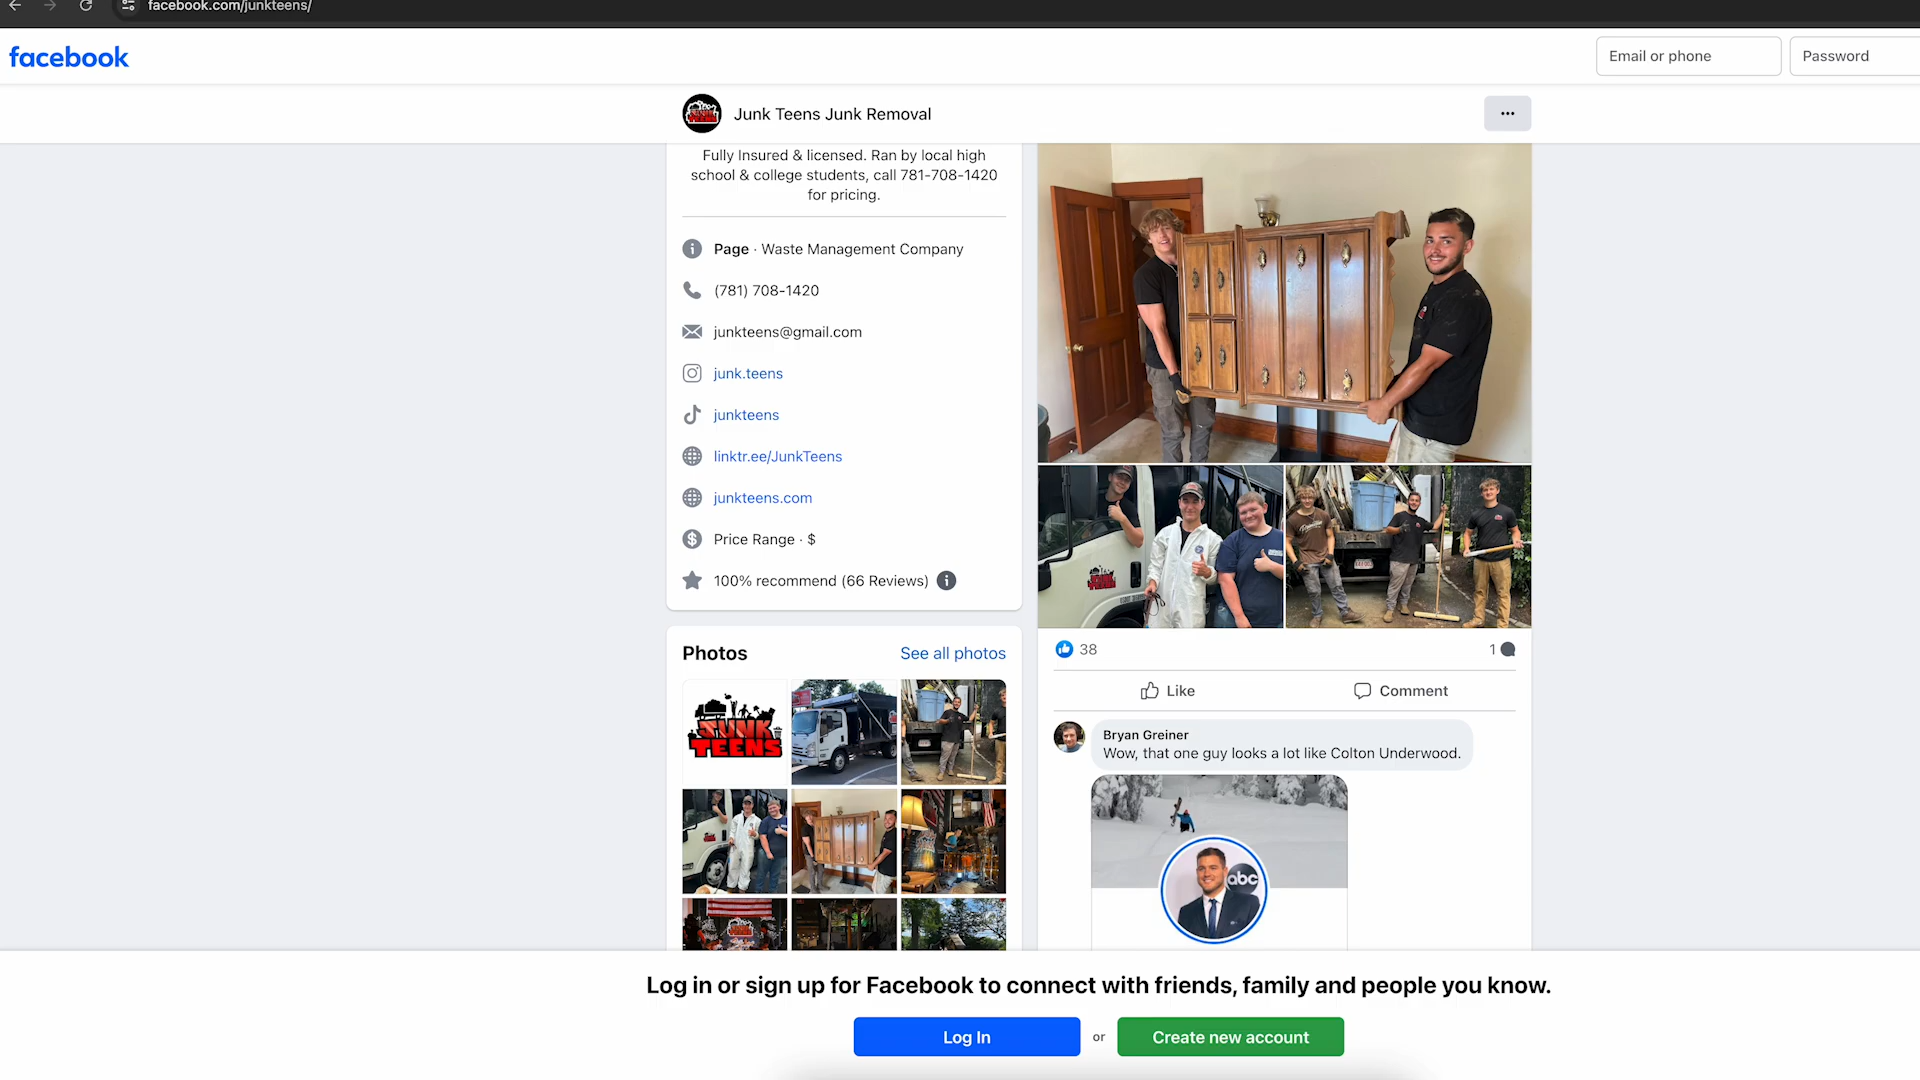 facebook.com/junkteens/
facebook
Email or phone
Password
Junk Teens Junk Removal
Fully Insured & licensed. Ran by local high
school & college students, call 781-708-1420
for pricing.
Page · Waste Management Company
(781) 708-1420
junkteens@gmail.com
junk.teens
junkteens
linktr.ee/JunkTeens
junkteens.com
Price Range · $
100% recommend (66 Reviews)
Photos
See all photos
JUNK
TEENS
38
1
Like
Comment
Bryan Greiner
Wow, that one guy looks a lot like Colton Underwood.
abc
Log in or sign up for Facebook to connect with friends, family and people you know.
Log In
or
Create new account